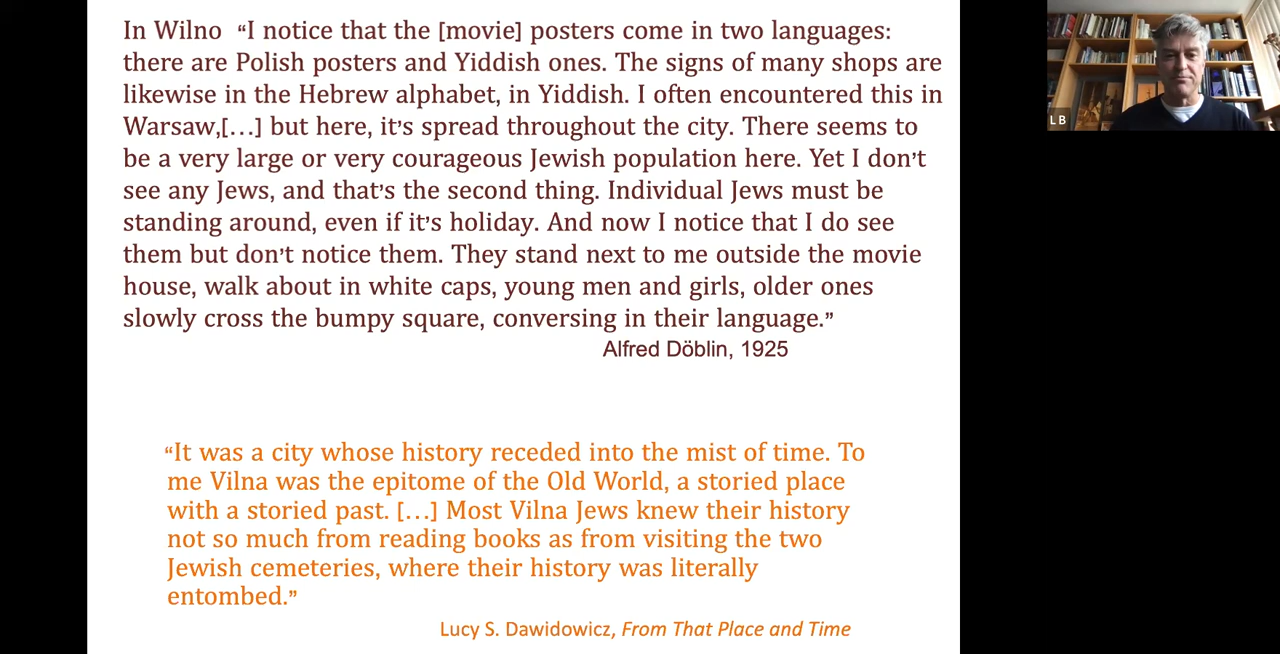 In Wilno “I notice that the [movie] posters come in two languages:
there are Polish posters and Yiddish ones. The signs of many shops are
likewise in the Hebrew alphabet, in Yiddish. I often encountered this in
Warsaw,[…] but here, it’s spread throughout the city. There seems to
be a very large or very courageous Jewish population here. Yet I don’t
see any Jews, and that’s the second thing. Individual Jews must be
standing around, even if it’s holiday. And now I notice that I do see
them but don’t notice them. They stand next to me outside the movie
house, walk about in white caps, young men and girls, older ones
slowly cross the bumpy square, conversing in their language.”
Alfred Döblin, 1925
“It was a city whose history receded into the mist of time. To
me Vilna was the epitome of the Old World, a storied place
with a storied past. […] Most Vilna Jews knew their history
not so much from reading books as from visiting the two
Jewish cemeteries, where their history was literally
entombed.”
Lucy S. Dawidowicz, From That Place and Time
L B